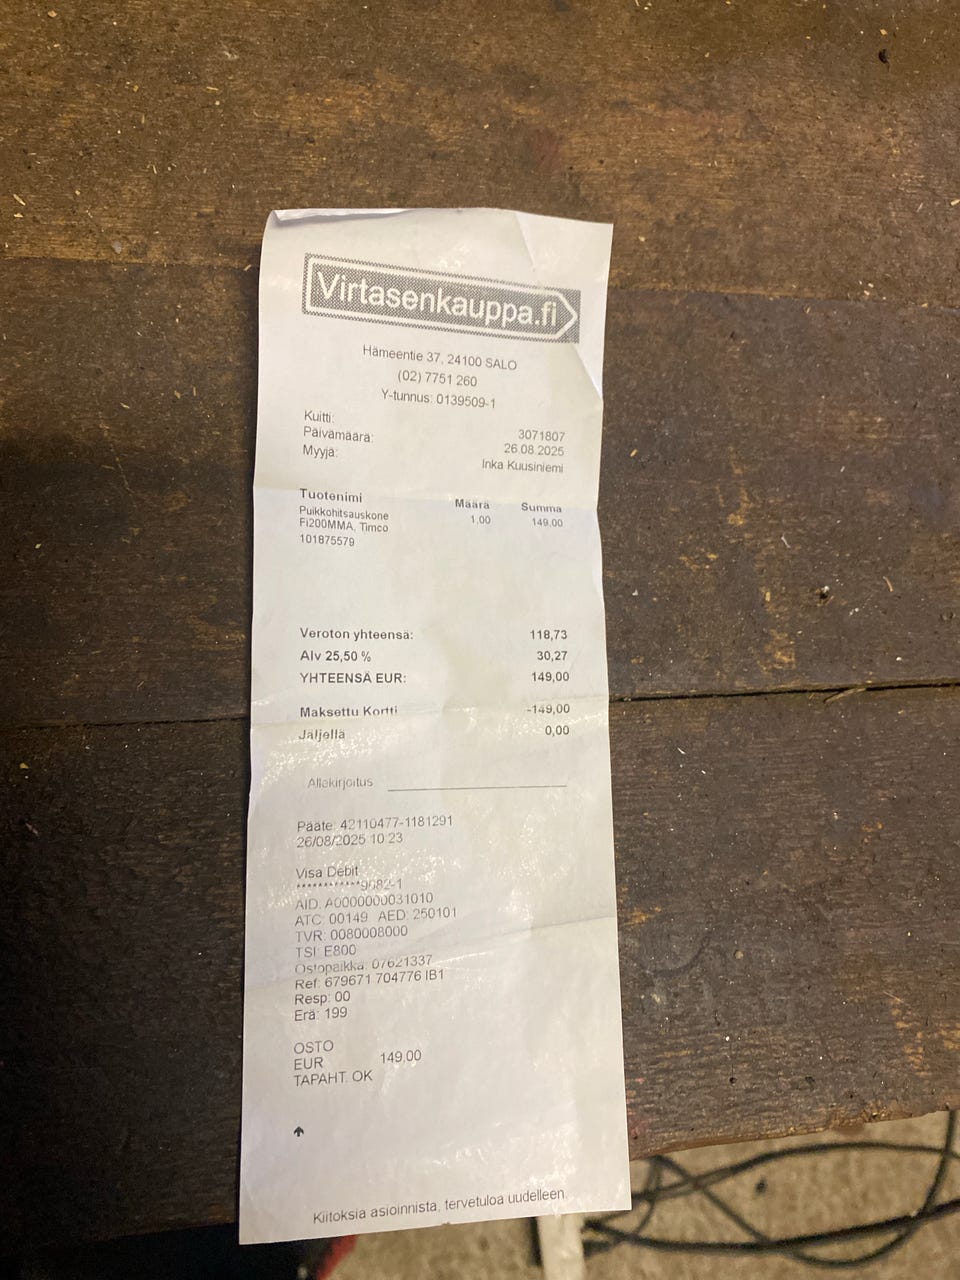 Virtasenkauppa.fi
Hämeentie 37, 24100 SALO
(02) 7751 260
Y-tunnus: 0139509-1
Kuitti: 3071807
Päivämäärä: 26.08.2025
Myyjä: Inka Kuusiniemi
Tuotenimi Määrä Summa
Puikkohitsauskone 1,00 149,00
Fi200MMA, Timco
101875579
Veroton yhteensä: 118,73
Alv 25,50 % 30,27
YHTEENSÄ EUR: 149,00
Maksettu Kortti -149,00
Jäljellä 0,00
Allekirjoitus
Pääte: 42110477-1181291
26/08/2025 10:23
Visa Debit
************9682-1
AID: A0000000031010
ATC: 00149 AED: 250101
TVR: 0080008000
TSI: E800
Ostopaikka: 07621337
Ref: 679671 704776 IB1
Resp: 00
Erä: 199
OSTO
EUR 149,00
TAPAHT. OK
Kiitoksia asioinnista, tervetuloa uudelleen.